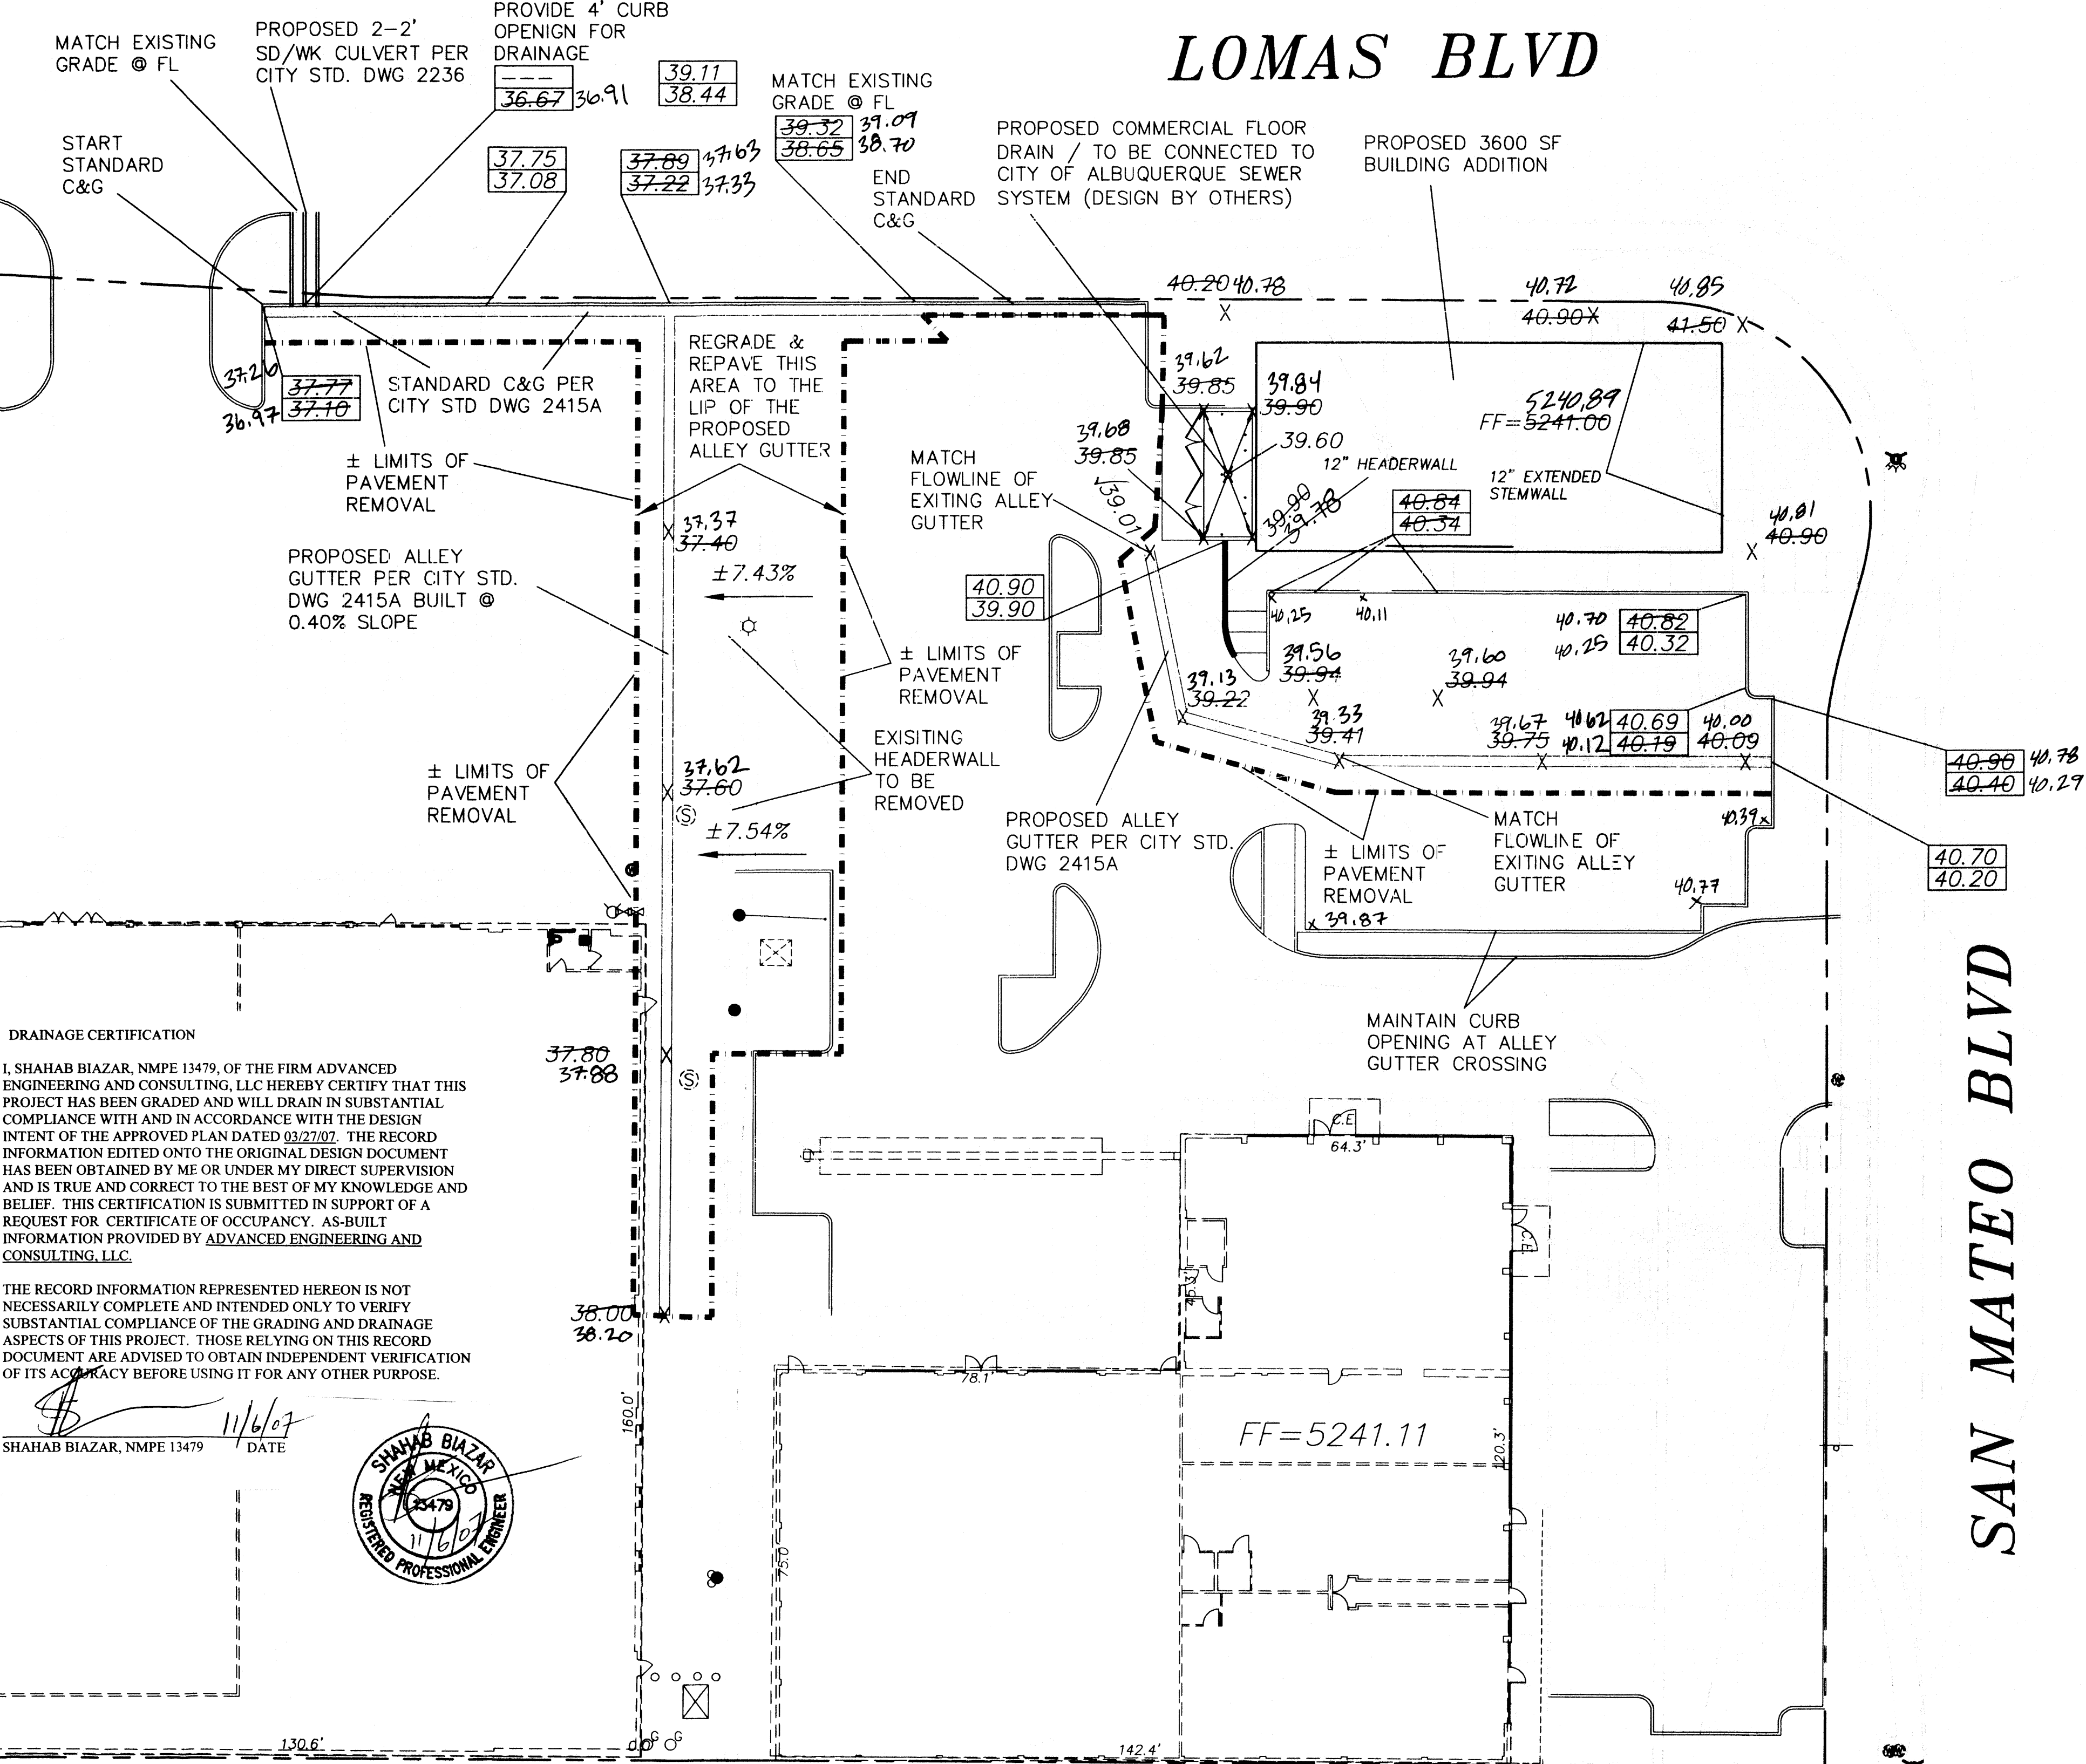 LOMAS BLVD
PROVIDE 4' CURB
OPENIGN FOR
DRAINAGE
---
36.67 36.91
39.11
38.44
MATCH EXISTING
GRADE @ FL
PROPOSED 2-2'
SD/WK CULVERT PER
CITY STD. DWG 2236
START
STANDARD
C&G
37.75
37.08
37.89 37.63
37.22 37.33
MATCH EXISTING
GRADE @ FL
39.32 39.09
38.65 38.70
END
STANDARD
C&G
PROPOSED COMMERCIAL FLOOR
DRAIN / TO BE CONNECTED TO
CITY OF ALBUQUERQUE SEWER
SYSTEM (DESIGN BY OTHERS)
PROPOSED 3600 SF
BUILDING ADDITION
40.20 40.78
X
40.72
40.90 X
40.85
41.50 X
37.26
37.77
37.10
36.97
STANDARD C&G PER
CITY STD DWG 2415A
REGRADE &
REPAVE THIS
AREA TO THE
LIP OF THE
PROPOSED
ALLEY GUTTER
± LIMITS OF
PAVEMENT
REMOVAL
39.62
39.85
39.84
39.90
5240.89
FF=5241.00
39.60
39.68
39.85
MATCH
FLOWLINE OF
EXITING ALLEY
GUTTER
√39.01
12" HEADERWALL
12" EXTENDED
STEMWALL
39.90
39.78
40.84
40.34
40.81
40.90
X
37.37
37.40
±7.43%
PROPOSED ALLEY
GUTTER PER CITY STD.
DWG 2415A BUILT @
0.40% SLOPE
40.90
39.90
40.25
40.11
40.70 40.82
40.25 40.32
± LIMITS OF
PAVEMENT
REMOVAL
39.56
39.94
X
39.60
39.94
X
39.13
39.22
39.33
39.41
39.67
39.75
40.62 40.69
40.12 40.19
40.00
40.09
40.90 40.78
40.40 40.29
EXISITING
HEADERWALL
TO BE
REMOVED
± LIMITS OF
PAVEMENT
REMOVAL
37.62
37.60
S
±7.54%
PROPOSED ALLEY
GUTTER PER CITY STD.
DWG 2415A
± LIMITS OF
PAVEMENT
REMOVAL
MATCH
FLOWLINE OF
EXITING ALLEY
GUTTER
40.39
40.70
40.20
40.77
39.87
MAINTAIN CURB
OPENING AT ALLEY
GUTTER CROSSING
SAN MATEO BLVD
37.80
37.88
S
38.00
38.20
DRAINAGE CERTIFICATION
I, SHAHAB BIAZAR, NMPE 13479, OF THE FIRM ADVANCED
ENGINEERING AND CONSULTING, LLC HEREBY CERTIFY THAT THIS
PROJECT HAS BEEN GRADED AND WILL DRAIN IN SUBSTANTIAL
COMPLIANCE WITH AND IN ACCORDANCE WITH THE DESIGN
INTENT OF THE APPROVED PLAN DATED 03/27/07. THE RECORD
INFORMATION EDITED ONTO THE ORIGINAL DESIGN DOCUMENT
HAS BEEN OBTAINED BY ME OR UNDER MY DIRECT SUPERVISION
AND IS TRUE AND CORRECT TO THE BEST OF MY KNOWLEDGE AND
BELIEF. THIS CERTIFICATION IS SUBMITTED IN SUPPORT OF A
REQUEST FOR CERTIFICATE OF OCCUPANCY. AS-BUILT
INFORMATION PROVIDED BY ADVANCED ENGINEERING AND
CONSULTING, LLC.
THE RECORD INFORMATION REPRESENTED HEREON IS NOT
NECESSARILY COMPLETE AND INTENDED ONLY TO VERIFY
SUBSTANTIAL COMPLIANCE OF THE GRADING AND DRAINAGE
ASPECTS OF THIS PROJECT. THOSE RELYING ON THIS RECORD
DOCUMENT ARE ADVISED TO OBTAIN INDEPENDENT VERIFICATION
OF ITS ACCURACY BEFORE USING IT FOR ANY OTHER PURPOSE.
11/6/07
SHAHAB BIAZAR, NMPE 13479 DATE
SHAHAB BIAZAR
NEW MEXICO
13479
11/6/07
REGISTERED PROFESSIONAL ENGINEER
C.E.
64.3'
C.E.
45.3'
78.1'
160.0'
FF=5241.11
120.3'
75.0'
130.6'
G
G
142.4'